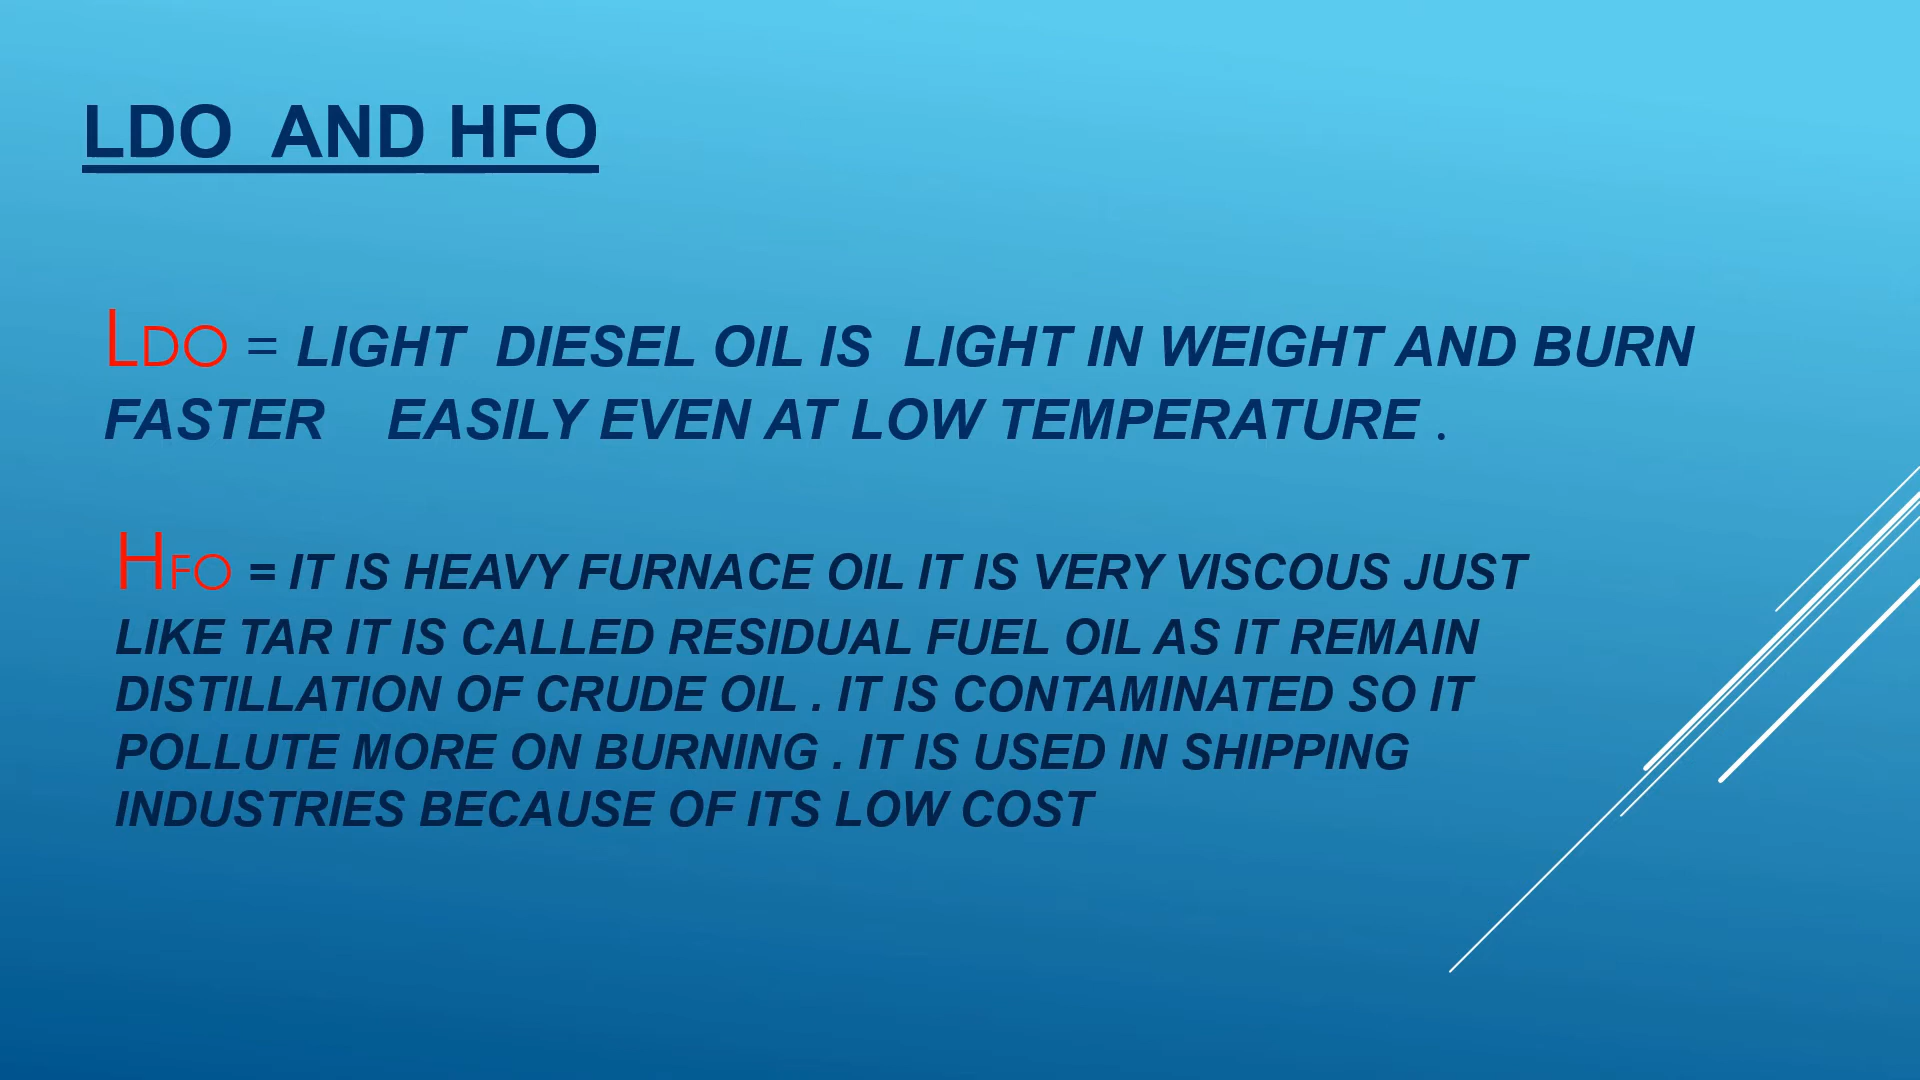 LDO AND HFO
LDO = LIGHT DIESEL OIL IS LIGHT IN WEIGHT AND BURN
FASTER EASILY EVEN AT LOW TEMPERATURE .
HFO = IT IS HEAVY FURNACE OIL IT IS VERY VISCOUS JUST
LIKE TAR IT IS CALLED RESIDUAL FUEL OIL AS IT REMAIN
DISTILLATION OF CRUDE OIL . IT IS CONTAMINATED SO IT
POLLUTE MORE ON BURNING . IT IS USED IN SHIPPING
INDUSTRIES BECAUSE OF ITS LOW COST